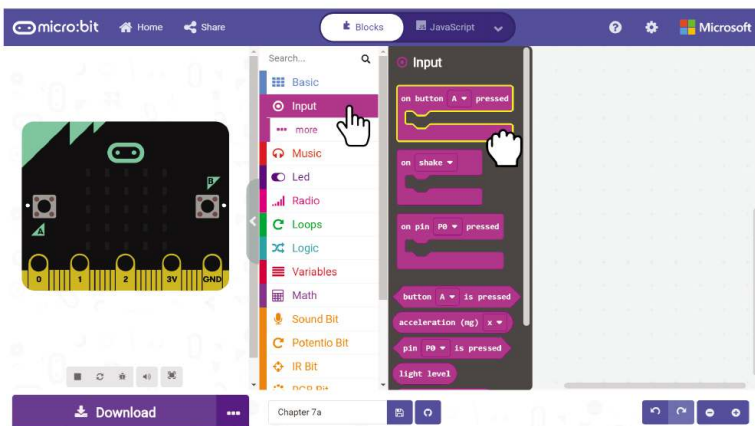 micro:bit Home Share Blocks JavaScript ? Microsoft
Search...
Basic
Input
more
Music
Led
Radio
Loops
Logic
Variables
Math
Sound Bit
Potentio Bit
IR Bit
Input
on button A pressed
on shake
on pin P0 pressed
button A is pressed
acceleration (mg) x
pin P0 is pressed
light level
A
B
0 1 2 3V GND
Download
Chapter 7a